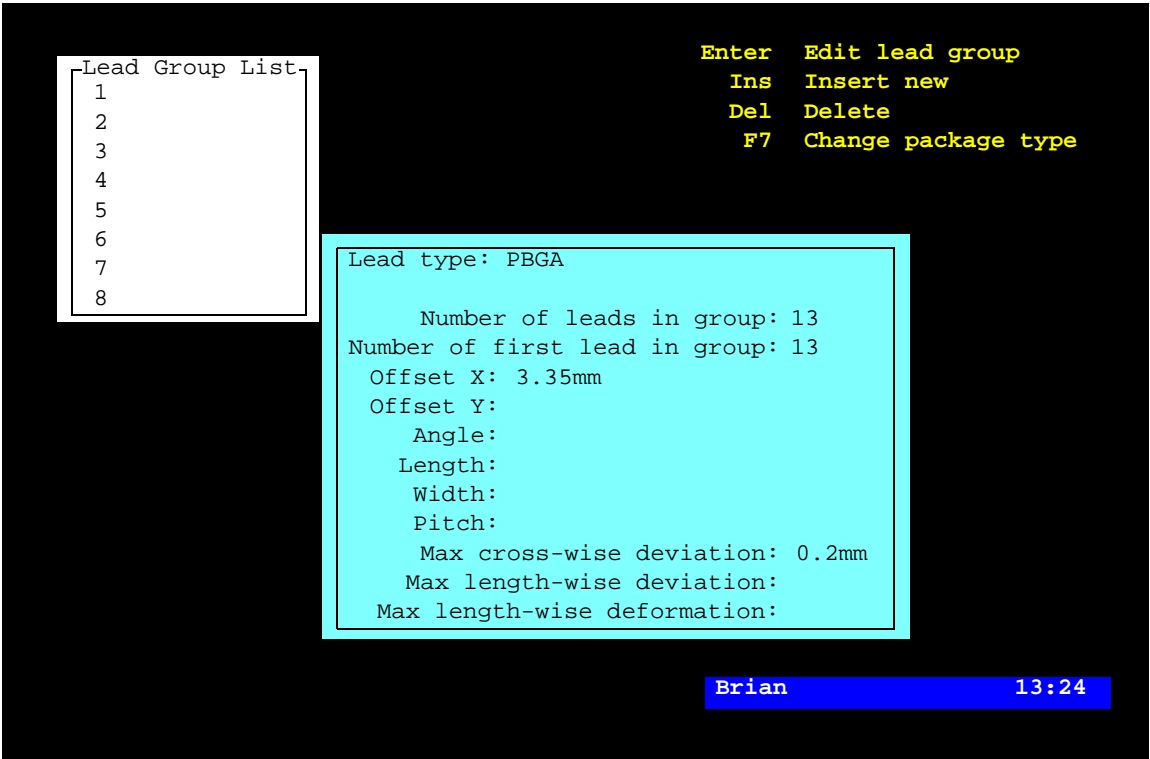 Enter Edit lead group
Ins Insert new
Del Delete
F7 Change package type
Lead Group List
1
2
3
4
5
6
7
8
Lead type: PBGA
Number of leads in group: 13
Number of first lead in group: 13
Offset X: 3.35mm
Offset Y:
Angle:
Length:
Width:
Pitch:
Max cross-wise deviation: 0.2mm
Max length-wise deviation:
Max length-wise deformation:
Brian 13:24